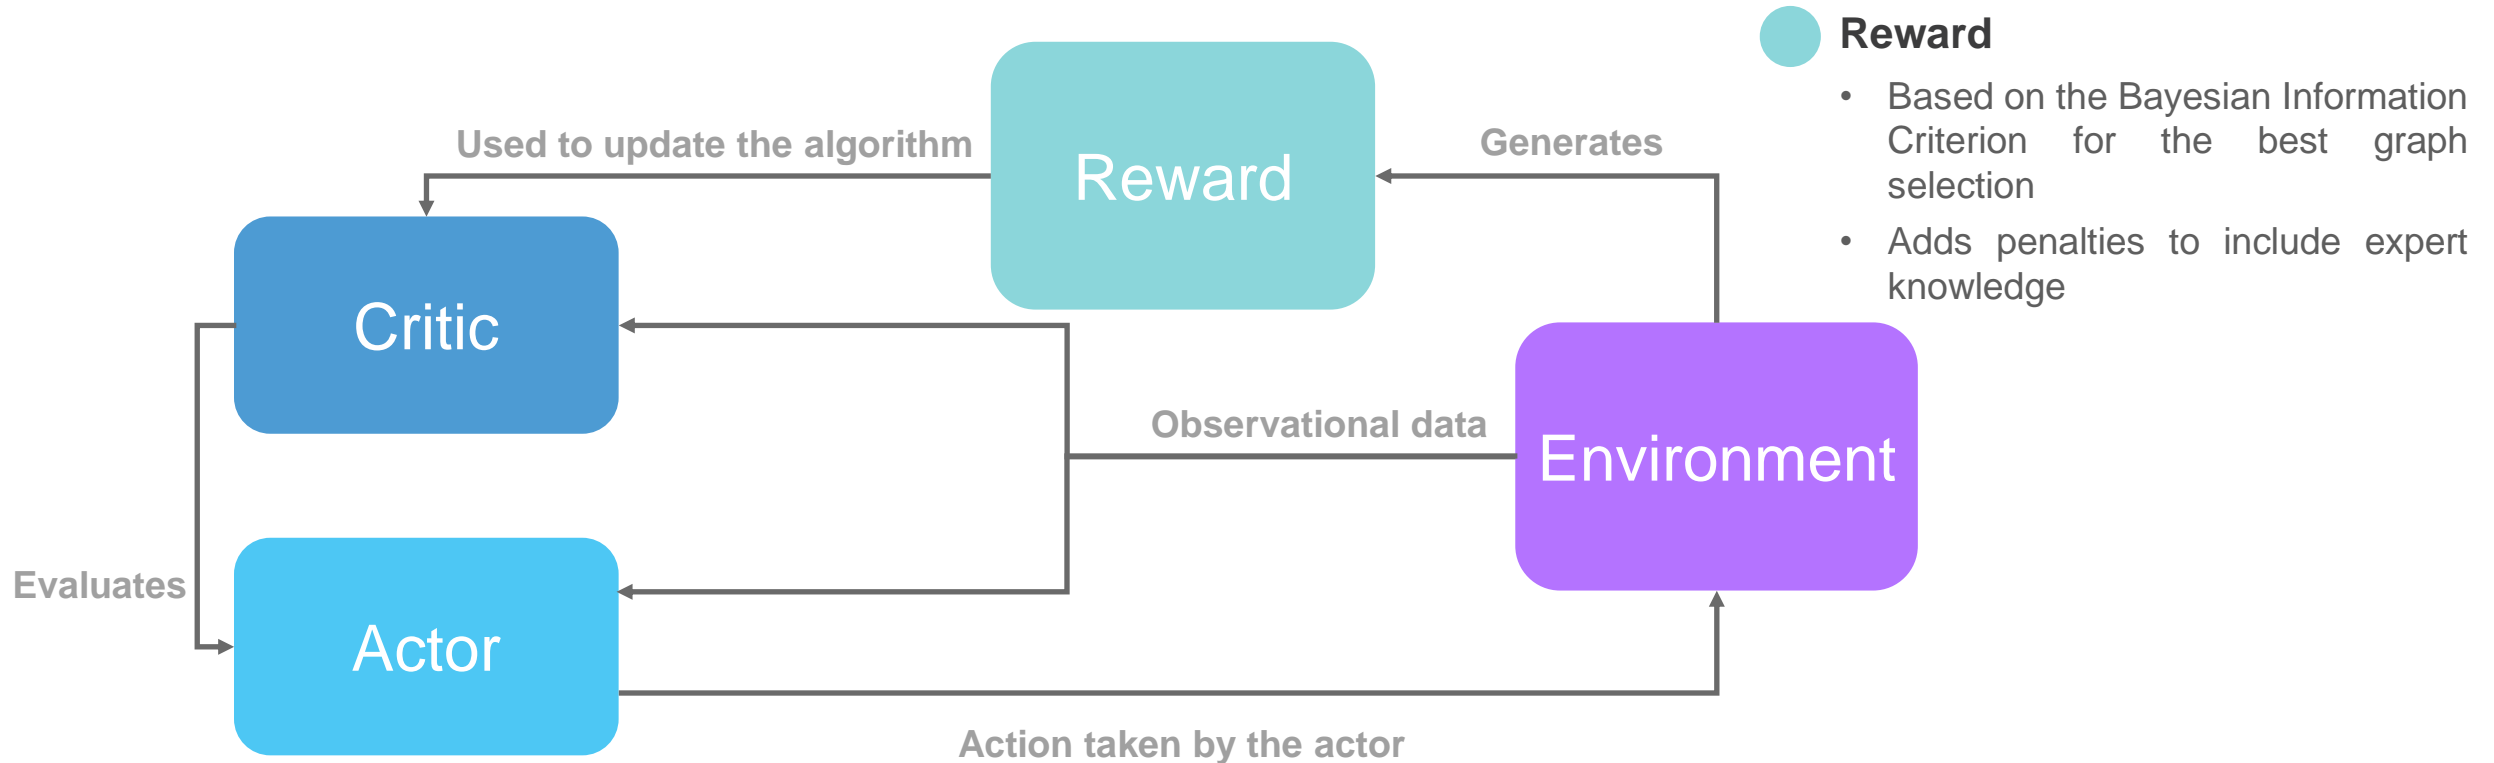 Reward
• Based on the Bayesian Information
Criterion for the best graph
selection
• Adds penalties to include expert
knowledge
Used to update the algorithm
Generates
Reward
Critic
Observational data
Environment
Evaluates
Actor
Action taken by the actor